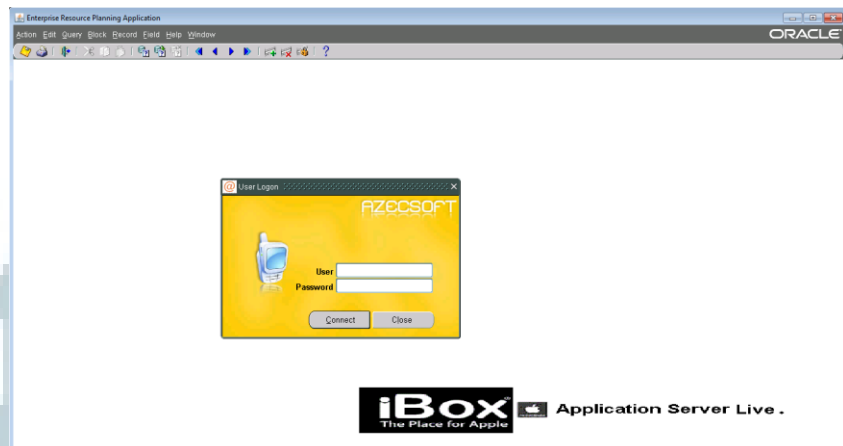 Enterprise Resource Planning Application
Action Edit Query Block Record Field Help Window
ORACLE
?
@ User Logon
AZECSOFT
User
Password
Connect Close
iBox
The Place for Apple
Application Server Live .